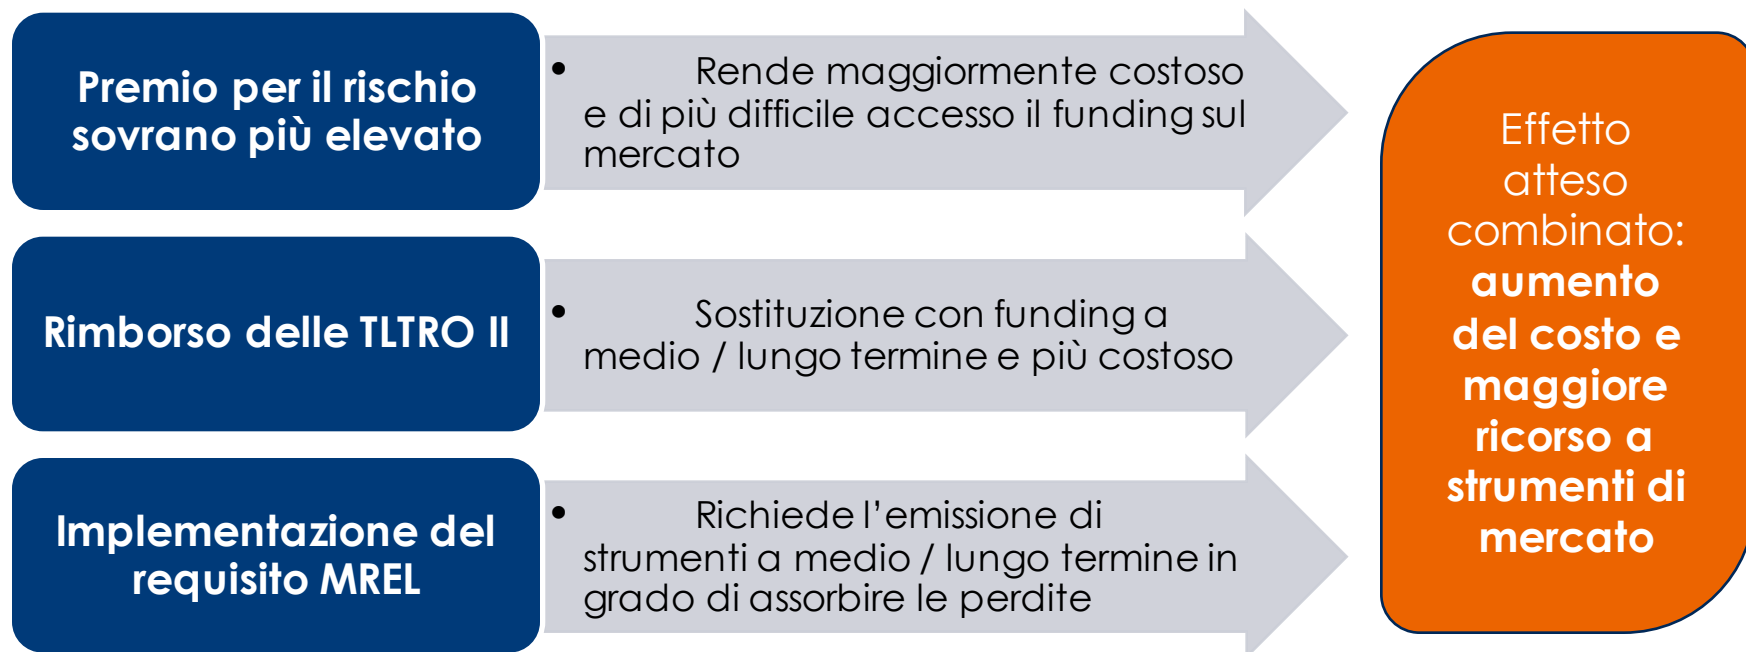 Premio per il rischio
sovrano più elevato
• Rende maggiormente costoso
e di più difficile accesso il funding sul
mercato
Rimborso delle TLTRO II
• Sostituzione con funding a
medio / lungo termine e più costoso
Implementazione del
requisito MREL
• Richiede l'emissione di
strumenti a medio / lungo termine in
grado di assorbire le perdite
Effetto
atteso
combinato:
aumento
del costo e
maggiore
ricorso a
strumenti di
mercato